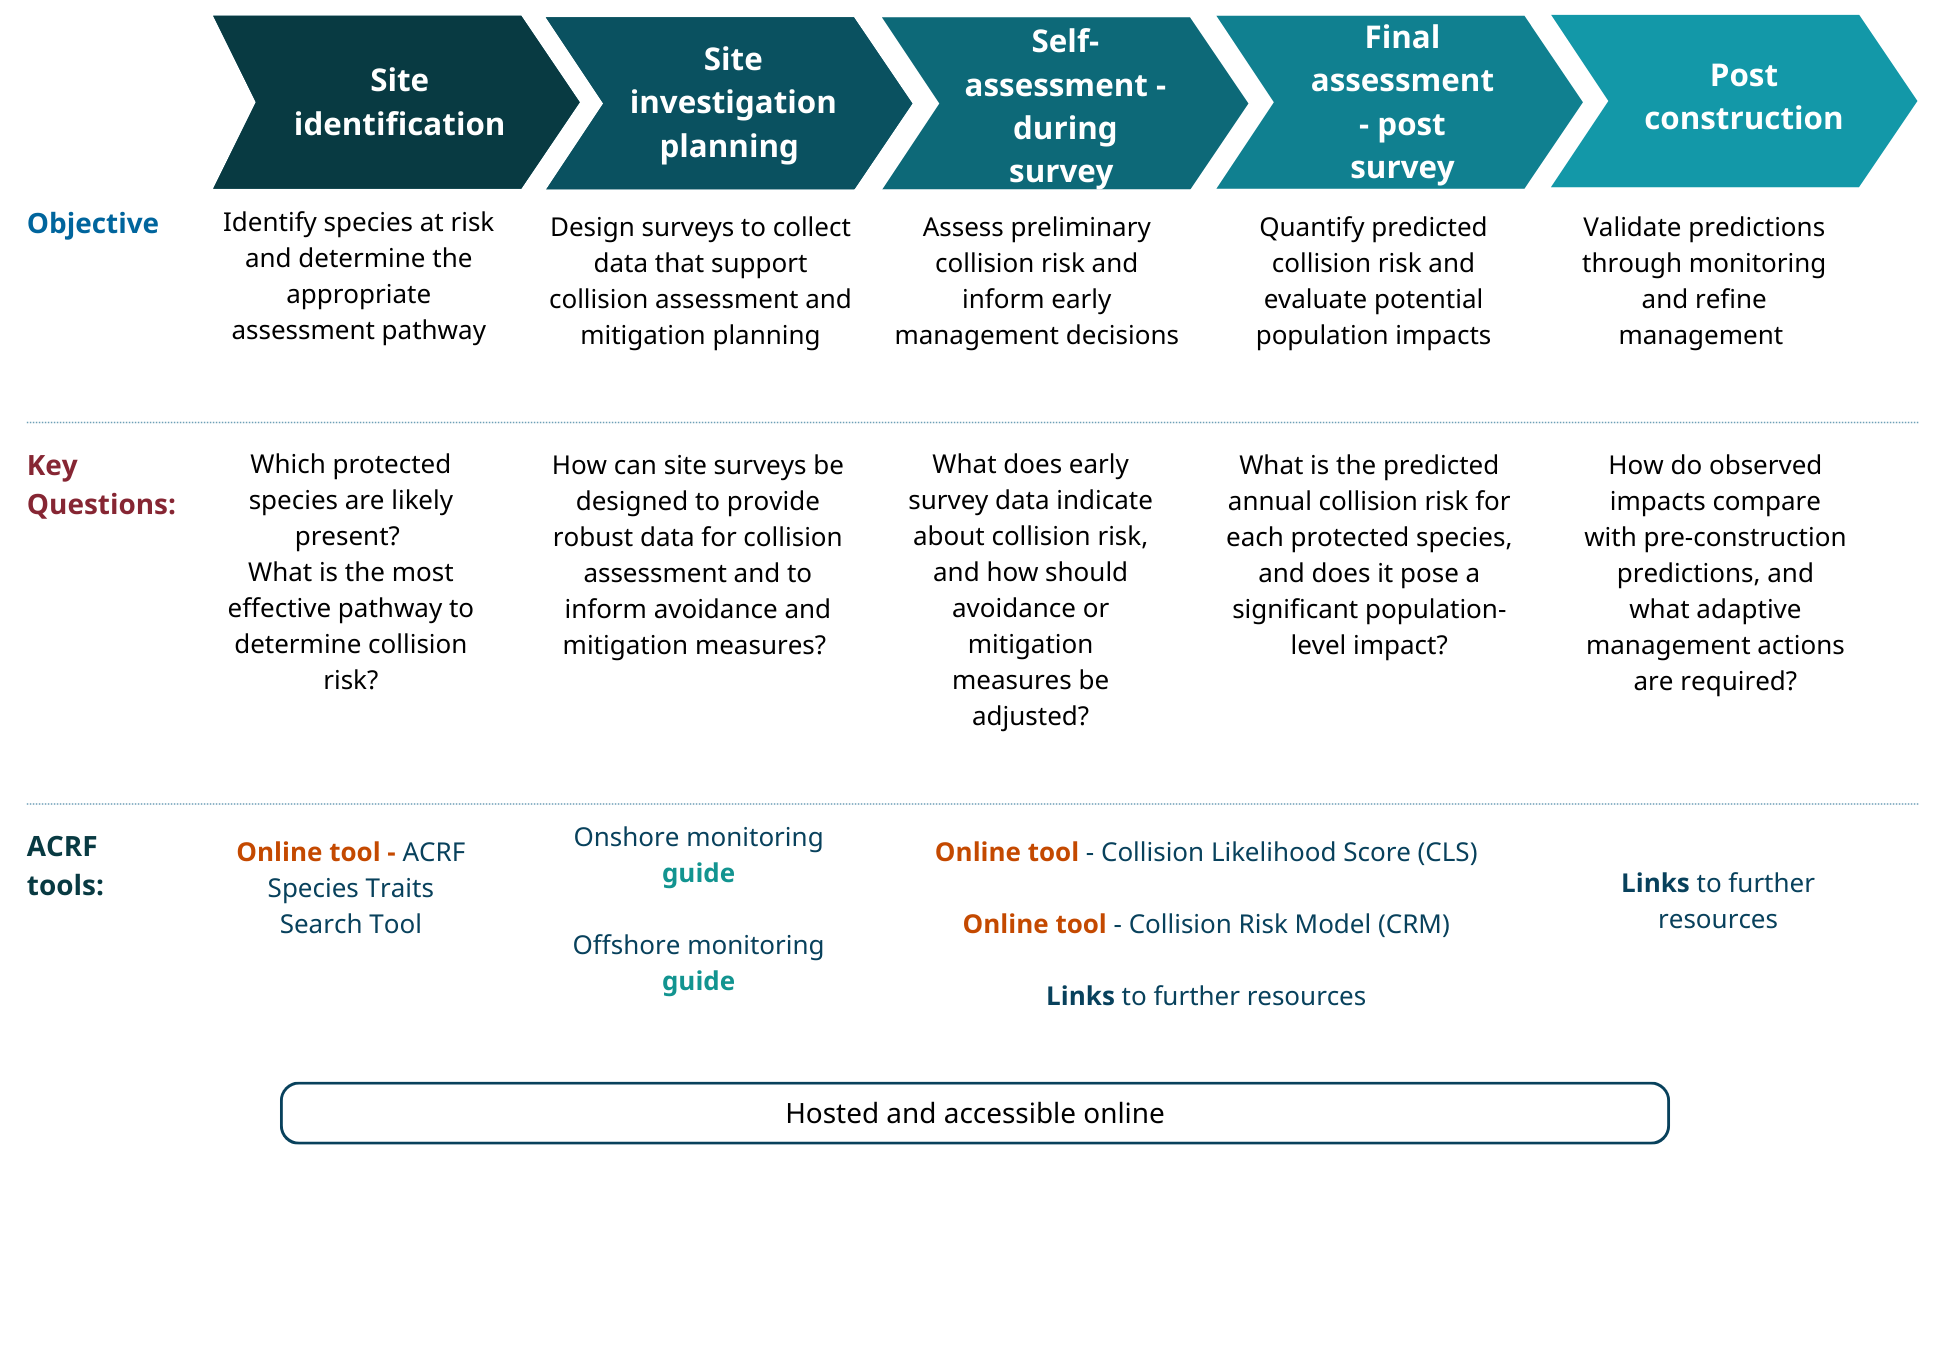 Site
identification
Site
investigation
planning
Self-
assessment -
during
survey
Final
assessment
- post
survey
Post
construction
Objective
Identify species at risk
and determine the
appropriate
assessment pathway
Design surveys to collect
data that support
collision assessment and
mitigation planning
Assess preliminary
collision risk and
inform early
management decisions
Quantify predicted
collision risk and
evaluate potential
population impacts
Validate predictions
through monitoring
and refine
management
Key
Questions:
Which protected
species are likely
present?
What is the most
effective pathway to
determine collision
risk?
How can site surveys be
designed to provide
robust data for collision
assessment and to
inform avoidance and
mitigation measures?
What does early
survey data indicate
about collision risk,
and how should
avoidance or
mitigation
measures be
adjusted?
What is the predicted
annual collision risk for
each protected species,
and does it pose a
significant population-
level impact?
How do observed
impacts compare
with pre-construction
predictions, and
what adaptive
management actions
are required?
ACRF
tools:
Online tool - ACRF
Species Traits
Search Tool
Onshore monitoring
guide
Offshore monitoring
guide
Online tool - Collision Likelihood Score (CLS)
Online tool - Collision Risk Model (CRM)
Links to further resources
Links to further
resources
Hosted and accessible online